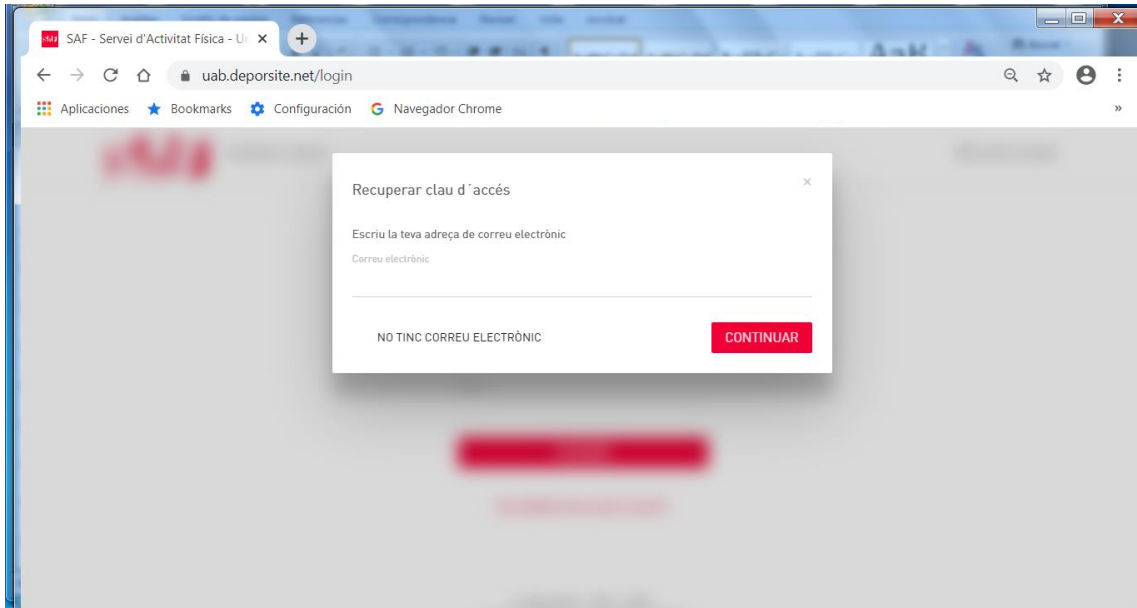 SAF - Servei d'Activitat Física - Ur
uab.deporsite.net/login
Aplicaciones Bookmarks Configuración G Navegador Chrome »
Recuperar clau d´accés ×
Escriu la teva adreça de correu electrònic
Correu electrònic
NO TINC CORREU ELECTRÒNIC CONTINUAR